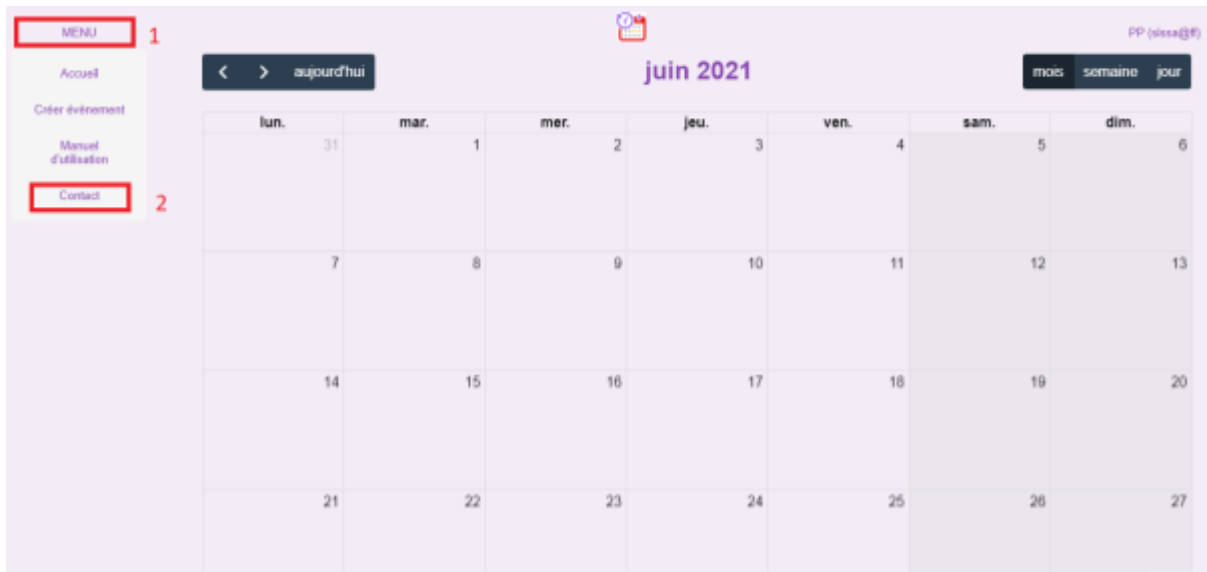 MENU
1
PP (sissa@ff)
Accueil
aujourd'hui
juin 2021
mois semaine jour
Créer événement
Manuel
d'utilisation
Contact
2
lun. mar. mer. jeu. ven. sam. dim.
31 1 2 3 4 5 6
7 8 9 10 11 12 13
14 15 16 17 18 19 20
21 22 23 24 25 26 27